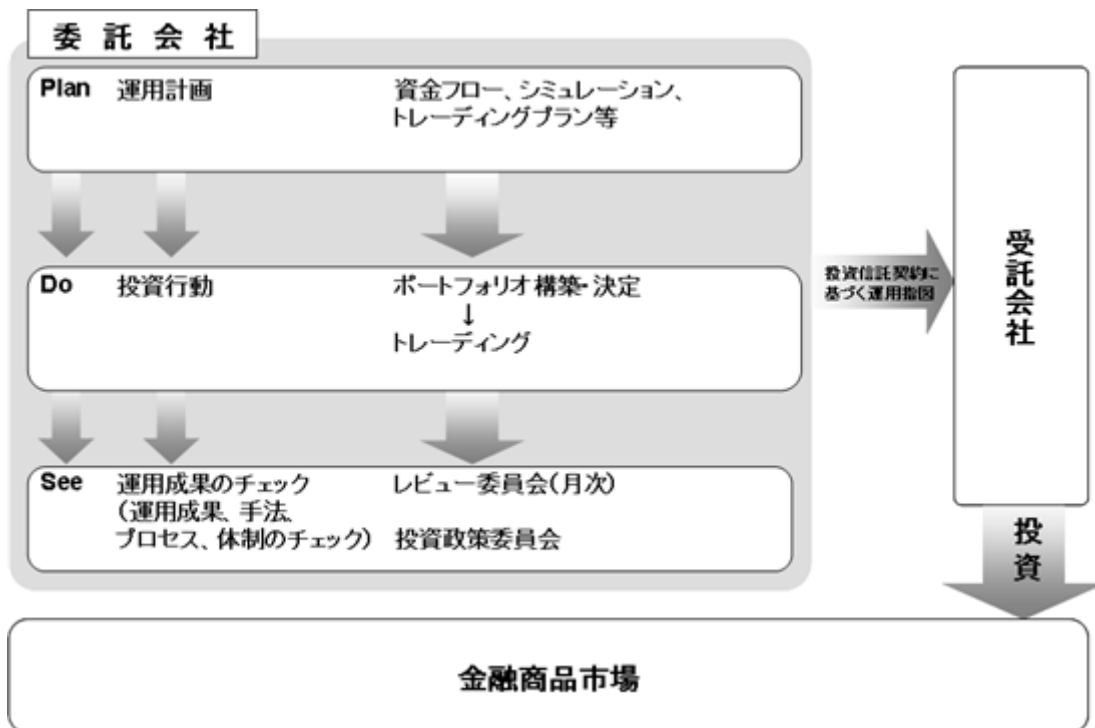 委託会社
Plan 運用計画 資金フロー、シミュレーション、
トレーディングプラン等
Do 投資行動 ポートフォリオ構築・決定
↓
トレーディング
See 運用成果のチェック レビュー委員会(月次)
(運用成果、手法、
プロセス、体制のチェック) 投資政策委員会
投資信託契約に
基づく運用指図
受託会社
投資
金融商品市場